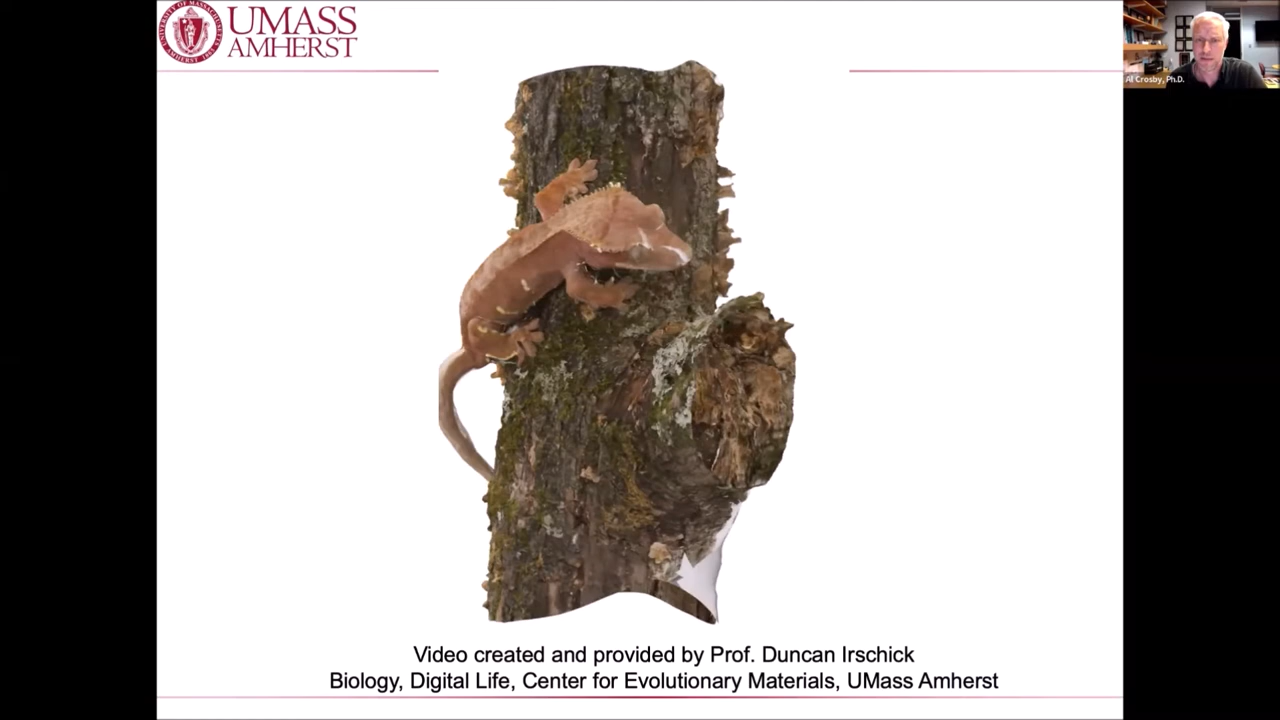 UMASS
AMHERST
Al Crosby, Ph.D.
Video created and provided by Prof. Duncan Irschick
Biology, Digital Life, Center for Evolutionary Materials, UMass Amherst